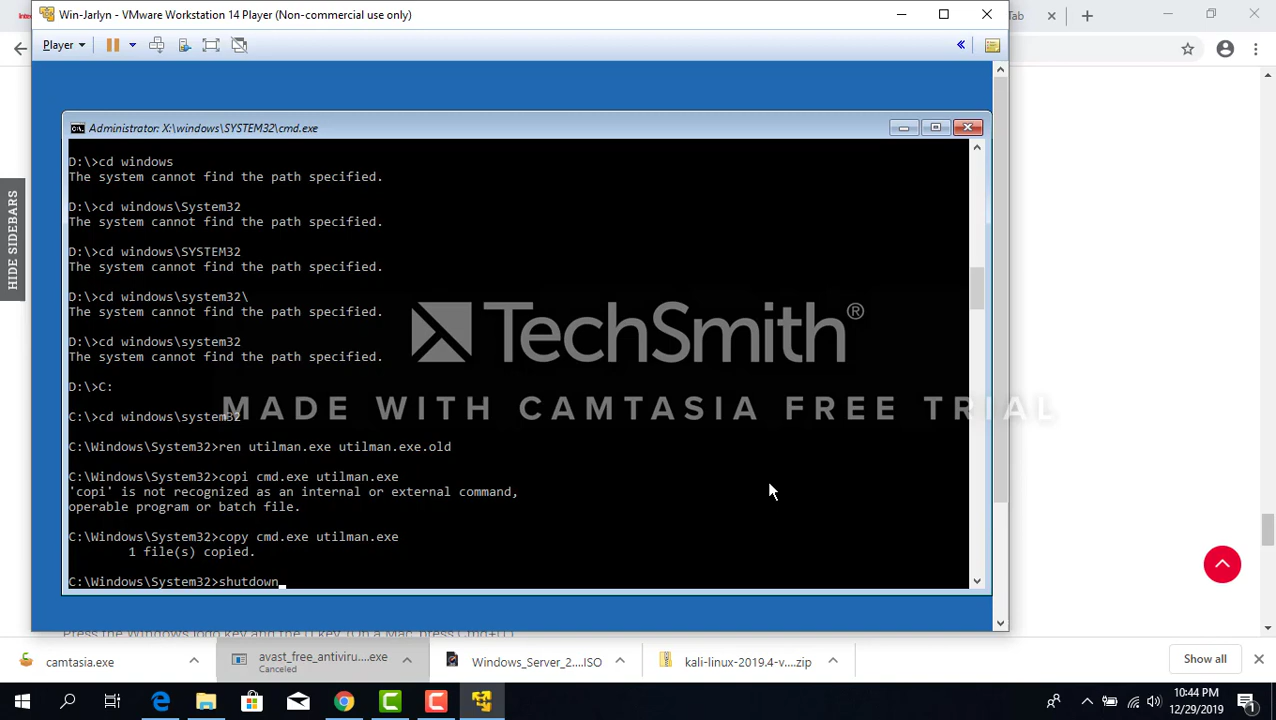 Win-Jarlyn - VMware Workstation 14 Player (Non-commercial use only)
Tab
Player
HIDE SIDEBARS
Administrator: X:\windows\SYSTEM32\cmd.exe
D:\>cd windows
The system cannot find the path specified.
D:\>cd windows\System32
The system cannot find the path specified.
D:\>cd windows\SYSTEM32
The system cannot find the path specified.
D:\>cd windows\system32\
The system cannot find the path specified.
D:\>cd windows\system32
The system cannot find the path specified.
D:\>C:
C:\>cd windows\system32
C:\Windows\System32>ren utilman.exe utilman.exe.old
C:\Windows\System32>copi cmd.exe utilman.exe
'copi' is not recognized as an internal or external command,
operable program or batch file.
C:\Windows\System32>copy cmd.exe utilman.exe
1 file(s) copied.
C:\Windows\System32>shutdown
TechSmith®
MADE WITH CAMTASIA FREE TRIAL
camtasia.exe
avast_free_antiviru....exe
Canceled
Windows_Server_2....ISO
kali-linux-2019.4-v....zip
Show all
10:44 PM
12/29/2019
1